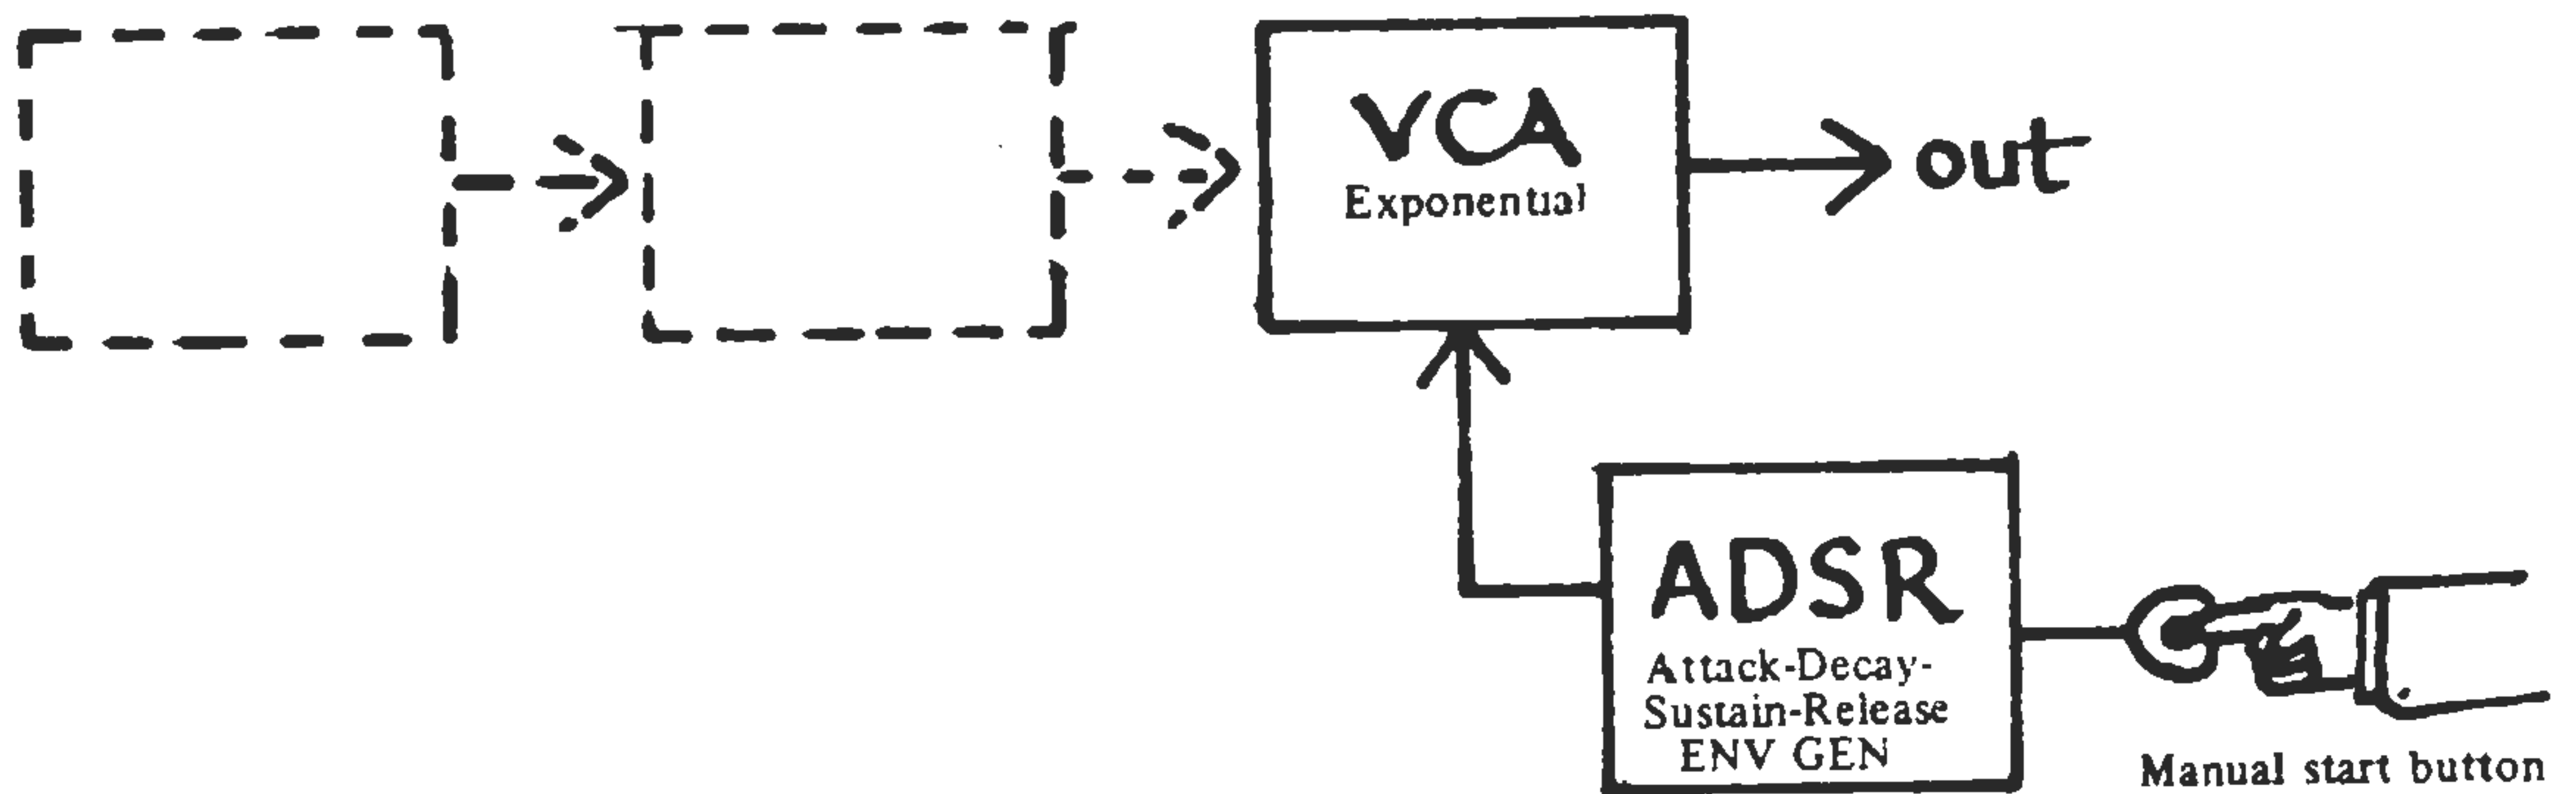 VCA
Exponential
out
ADSR
Attack-Decay-
Sustain-Release
ENV GEN
Manual start button